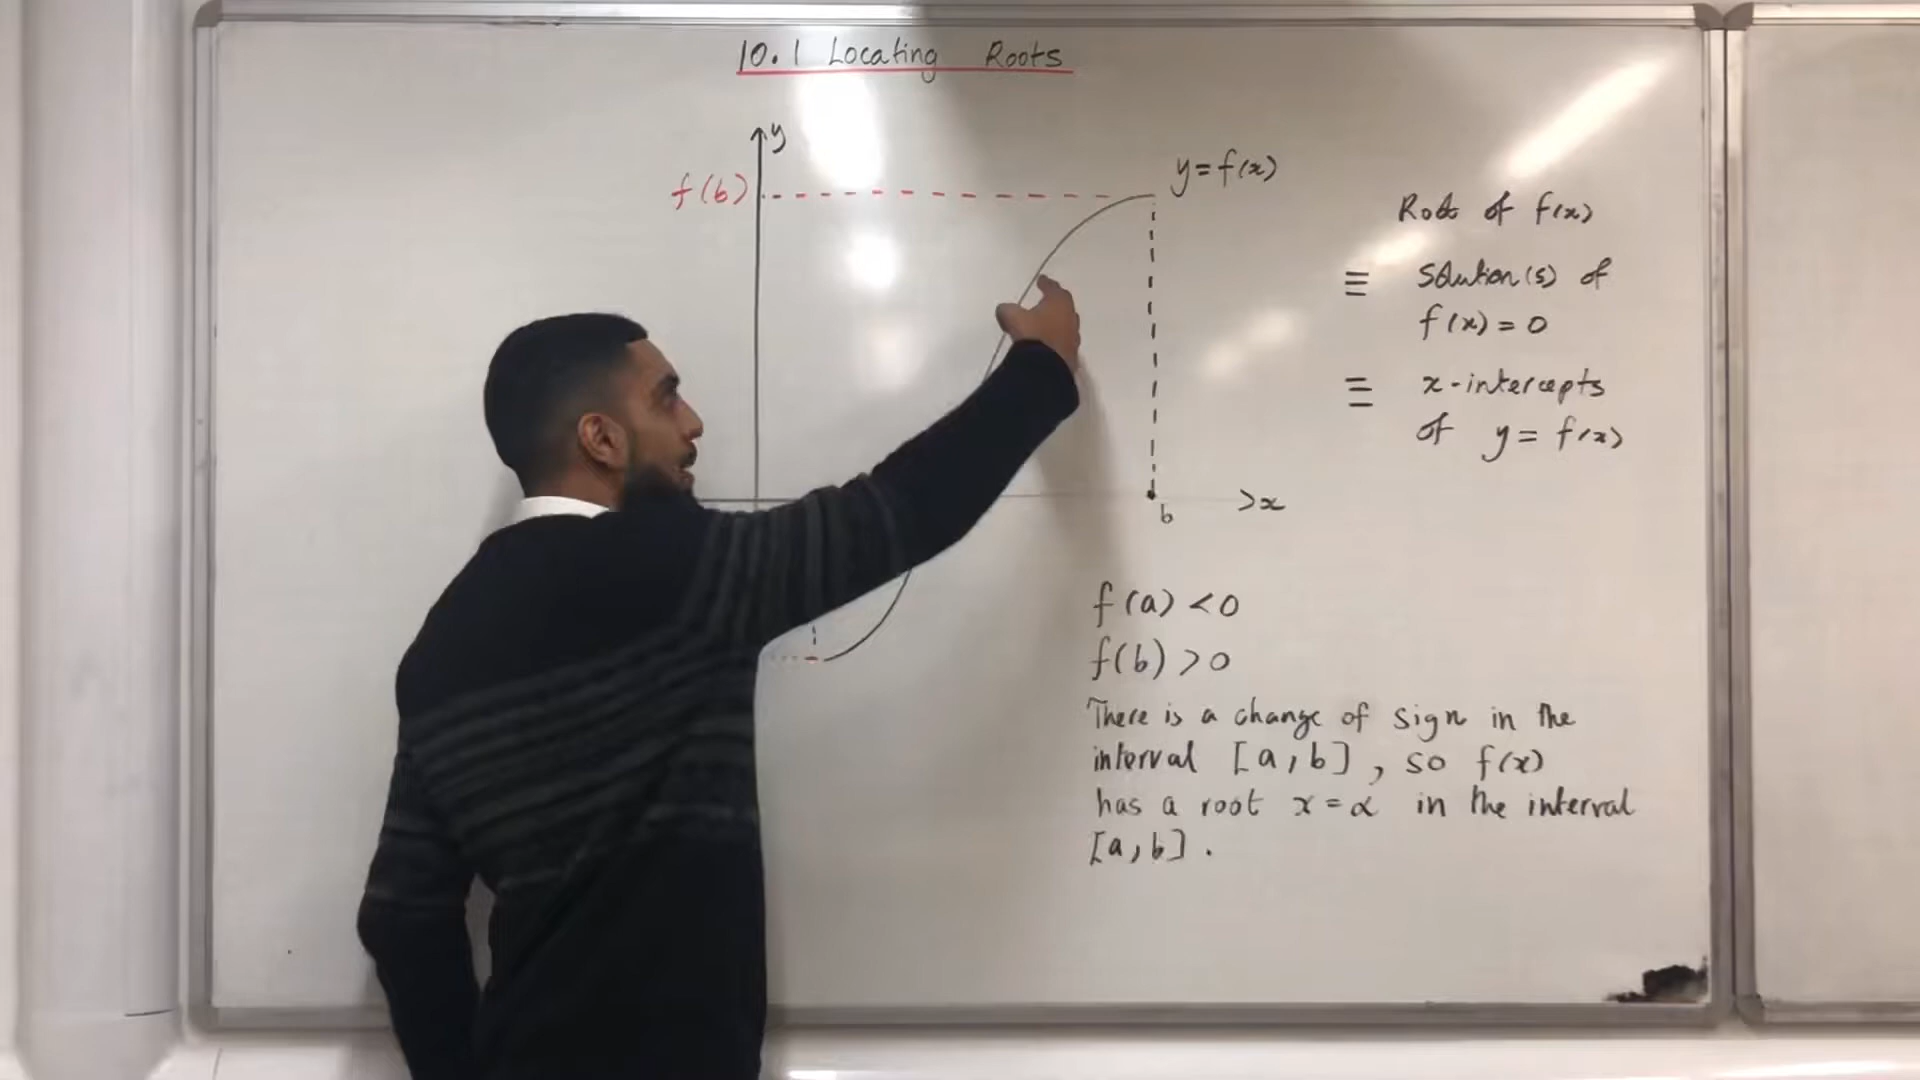 10.1 Locating Roots
y
f(b)
y=f(x)
x
b
Roots of f(x)
≡ Solution(s) of
f(x)=0
≡ x-intercepts
of y= f(x)
f(a)<0
f(b)>0
There is a change of sign in the
interval [a,b], so f(x)
has a root x=α in the interval
[a,b].